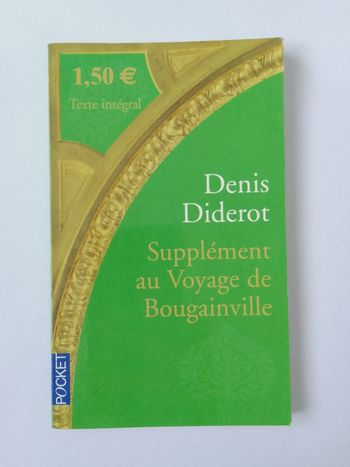 1,50 €
Texte intégral
Denis
Diderot
Supplément
au Voyage de
Bougainville
POCKET